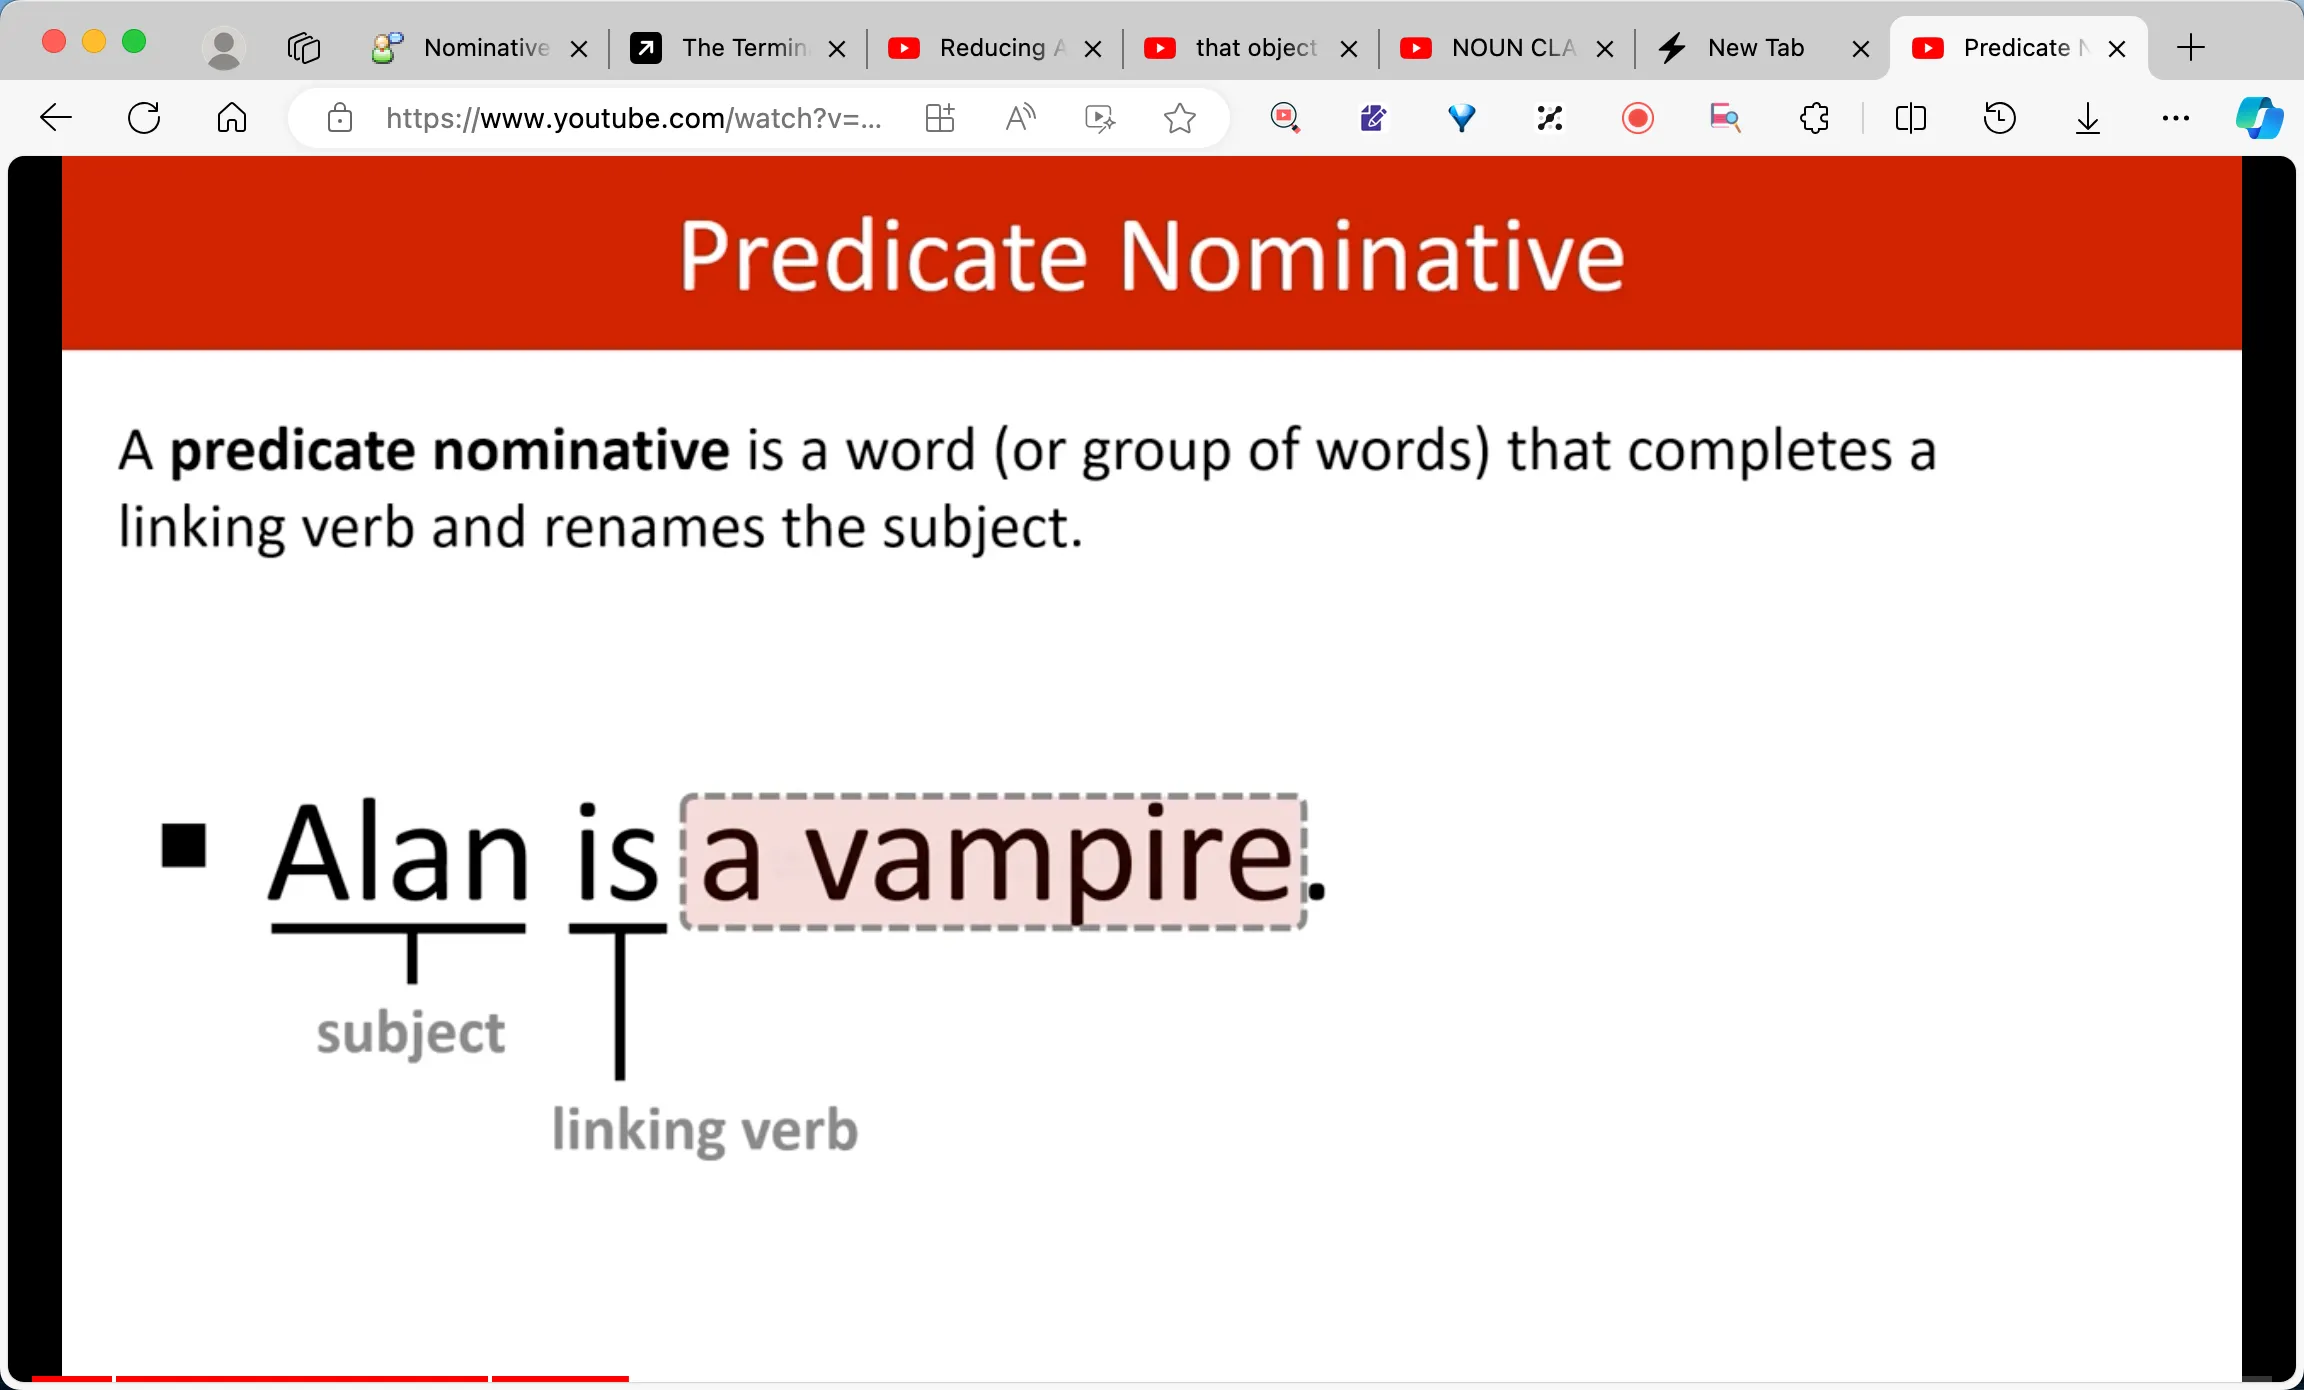 Nominative
The Termin
Reducing A
that object
NOUN CLA
New Tab
Predicate N
https://www.youtube.com/watch?v=...
Predicate Nominative
A predicate nominative is a word (or group of words) that completes a
linking verb and renames the subject.
▪ Alan is a vampire.
subject
linking verb